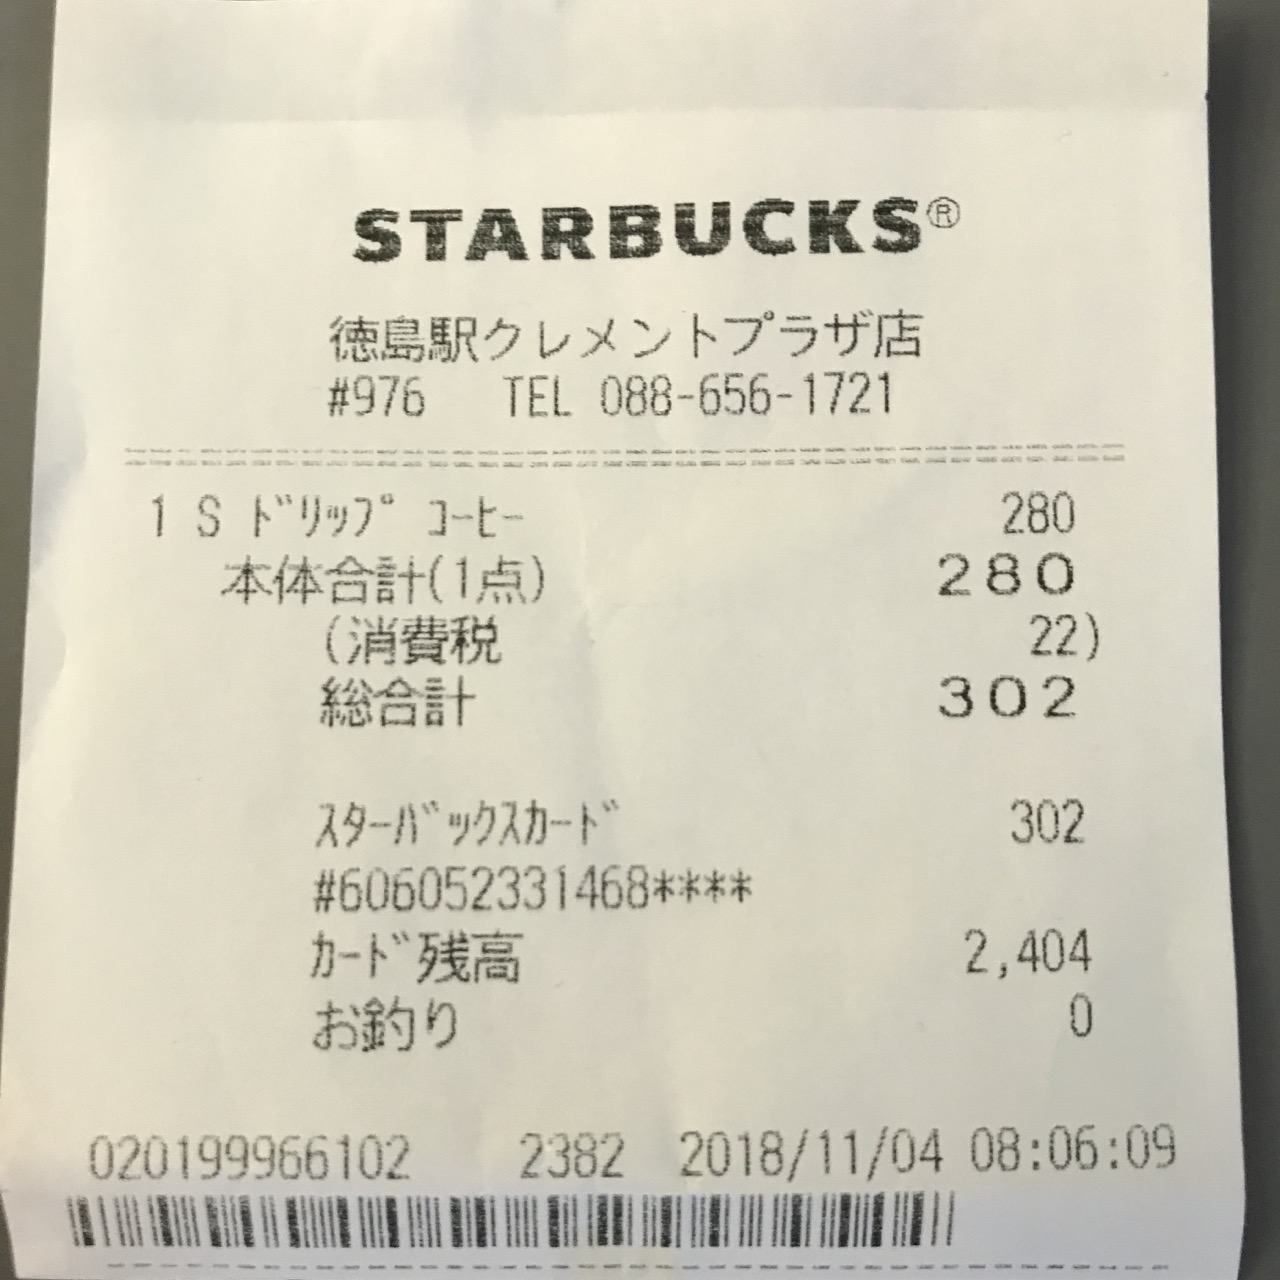 STARBUCKS®
徳島駅クレメントプラザ店
#976 TEL 088-656-1721
1 S ﾄﾞﾘｯﾌﾟ ｺｰﾋｰ 280
本体合計(1点) 280
(消費税 22)
総合計 302
ｽﾀｰﾊﾞｯｸｽｶｰﾄﾞ 302
#606052331468****
ｶｰﾄﾞ残高 2,404
お釣り 0
020199966102 2382 2018/11/04 08:06:09